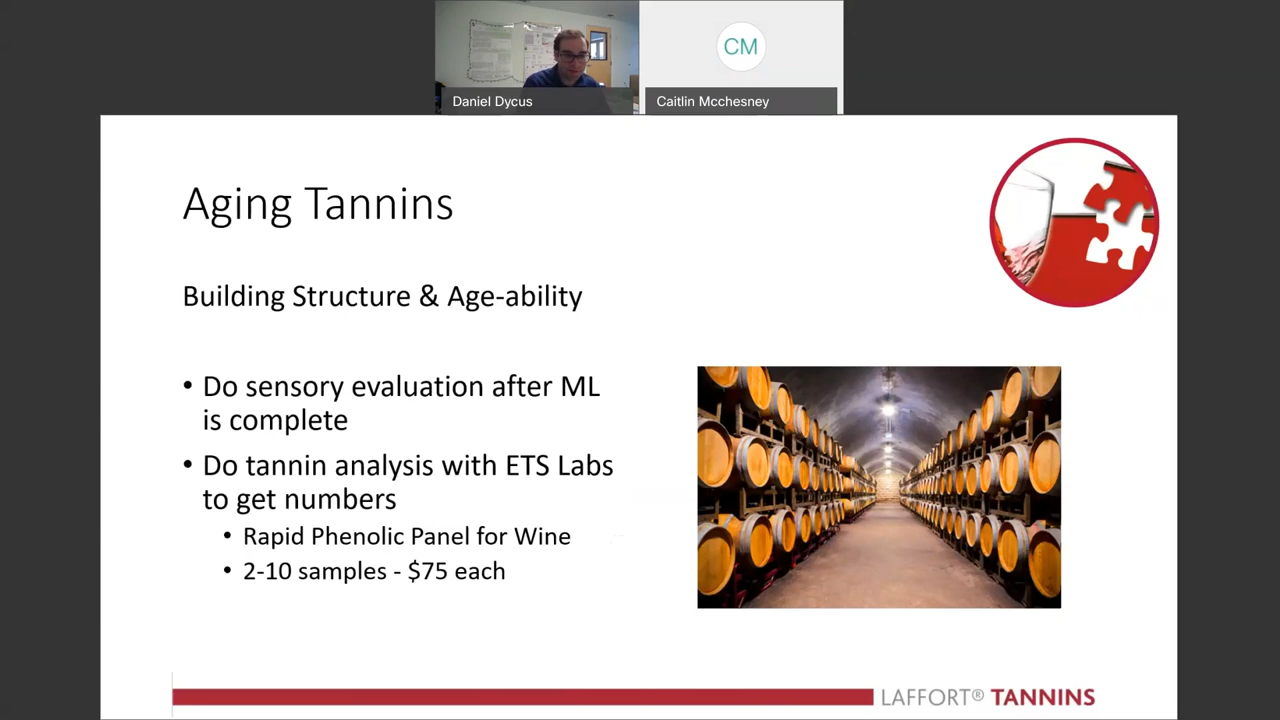 Daniel Dycus
CM
Caitlin Mcchesney
Aging Tannins
Building Structure & Age-ability
• Do sensory evaluation after ML
is complete
• Do tannin analysis with ETS Labs
to get numbers
• Rapid Phenolic Panel for Wine
• 2-10 samples - $75 each
LAFFORT® TANNINS